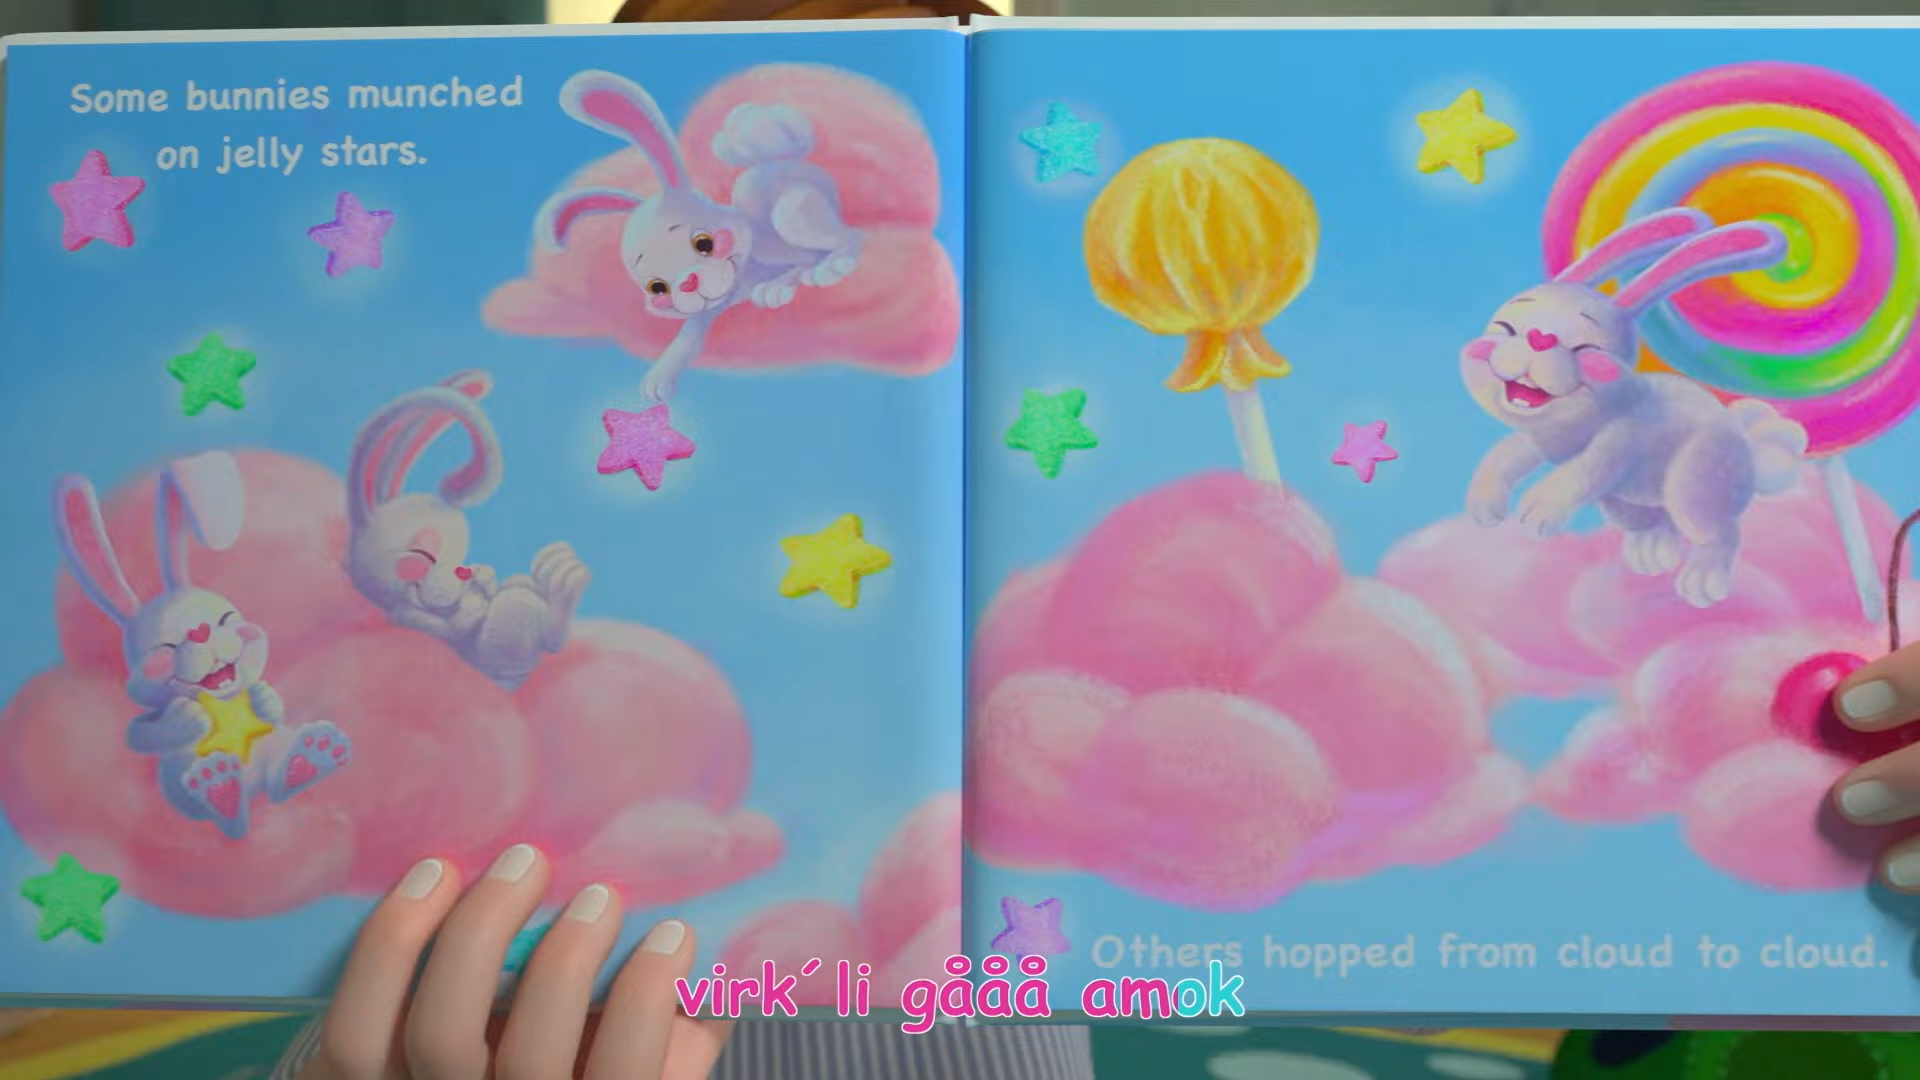 Some bunnies munched
on jelly stars.
Others hopped from cloud to cloud.
virk´li gååå amok